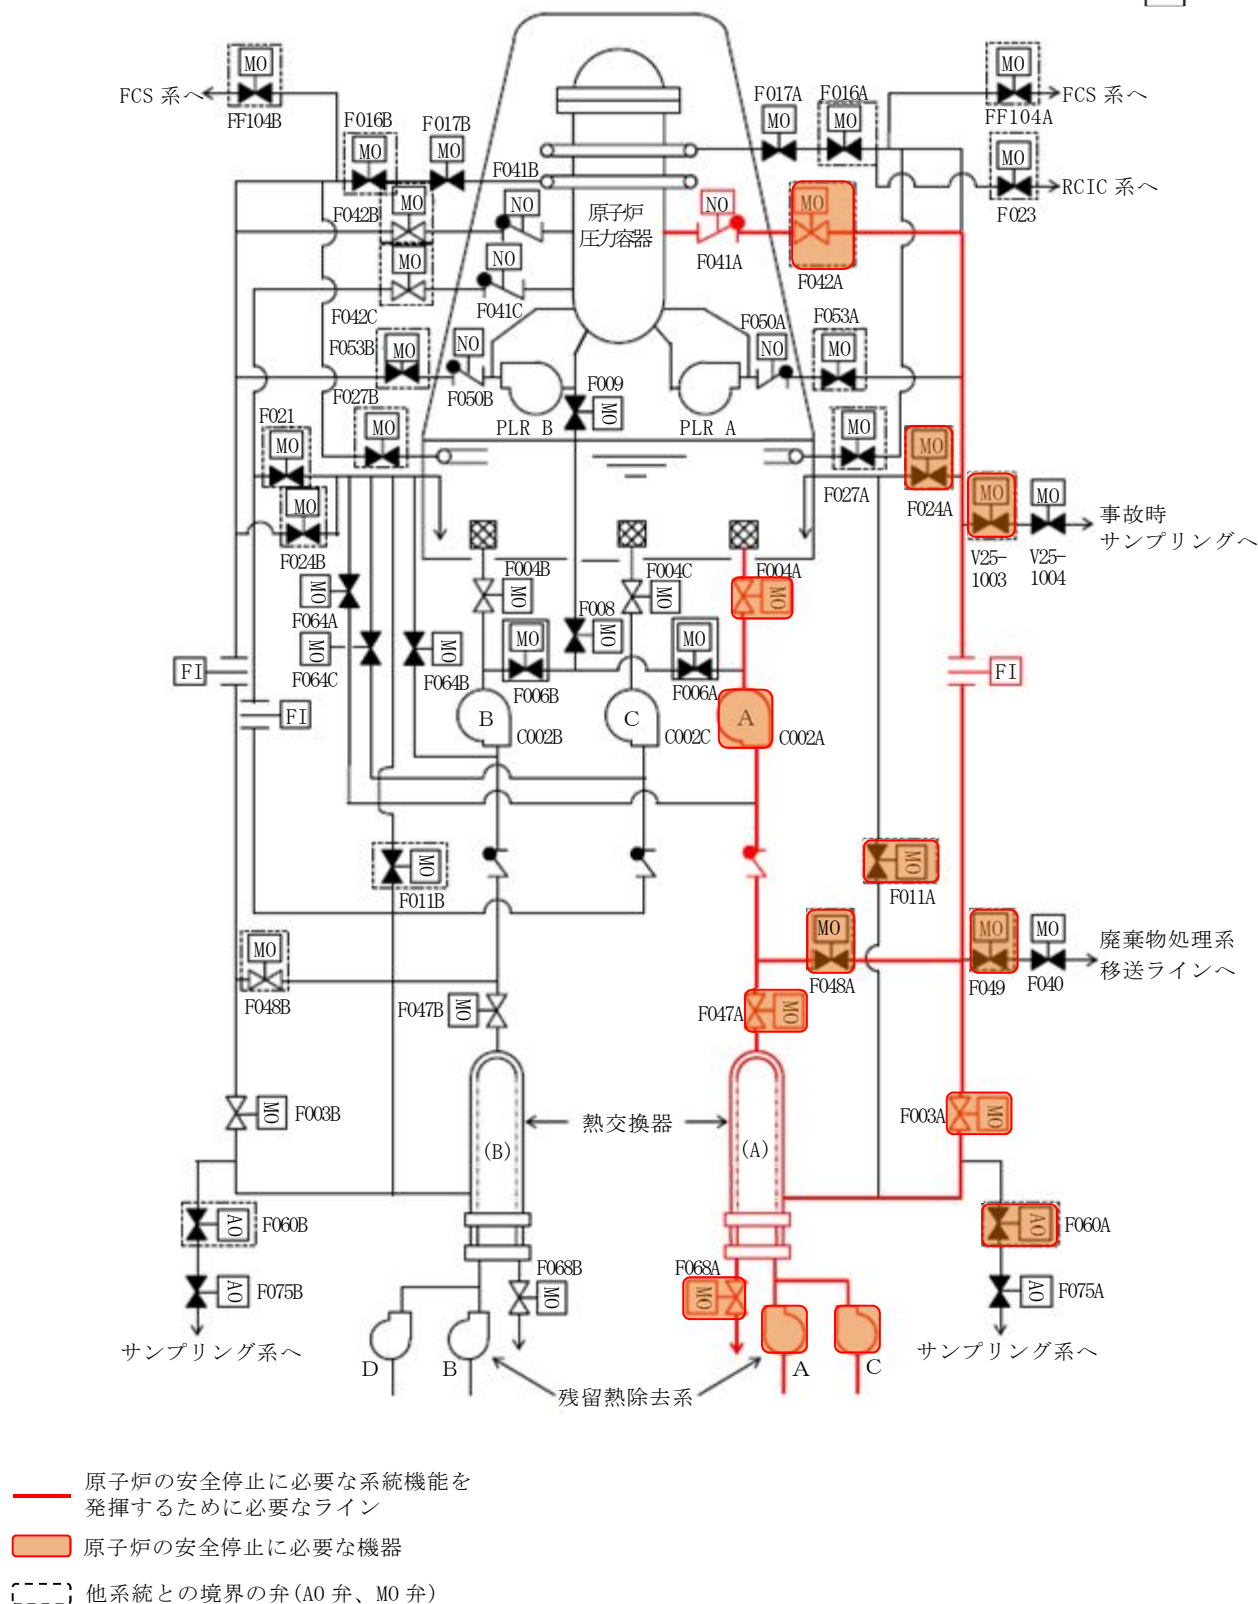 MO
MO
F017A
F016A
FCS 系へ
FCS 系へ
FF104B
F016B
F017B
MO
MO
FF104A
MO
MO
F041B
MO
RCIC 系へ
F042B
MO
NO
原子炉
圧力容器
NO
MO
F023
MO
NO
F041A
F042A
F041C
F042C
F050A
F053A
F053B
MO
NO
NO
MO
F027B
F050B
F009
MO
F021
PLR B
PLR A
MO
MO
MO
MO
MO
F027A
F024A
MO
MO
事故時
サンプリングへ
F024B
F004B
F004C
F004A
V25-
1003
V25-
1004
MO
MO
MO
MO
F064A
F008
MO
MO
MO
MO
MO
F064C
F064B
F006B
F006A
FI
FI
FI
B
C
A
C002B
C002C
C002A
MO
MO
F011B
F011A
MO
MO
MO
MO
廃棄物処理系
移送ラインへ
F048B
F048A
F049
F040
F047B
MO
F047A
MO
F003B
MO
熱交換器
F003A
MO
(B)
(A)
AO
F060B
AO
F060A
F068B
F068A
AO
F075B
MO
MO
AO
F075A
サンプリング系へ
サンプリング系へ
D
B
A
C
残留熱除去系
原子炉の安全停止に必要な系統機能を
発揮するために必要なライン
原子炉の安全停止に必要な機器
他系統との境界の弁(AO 弁、MO 弁)